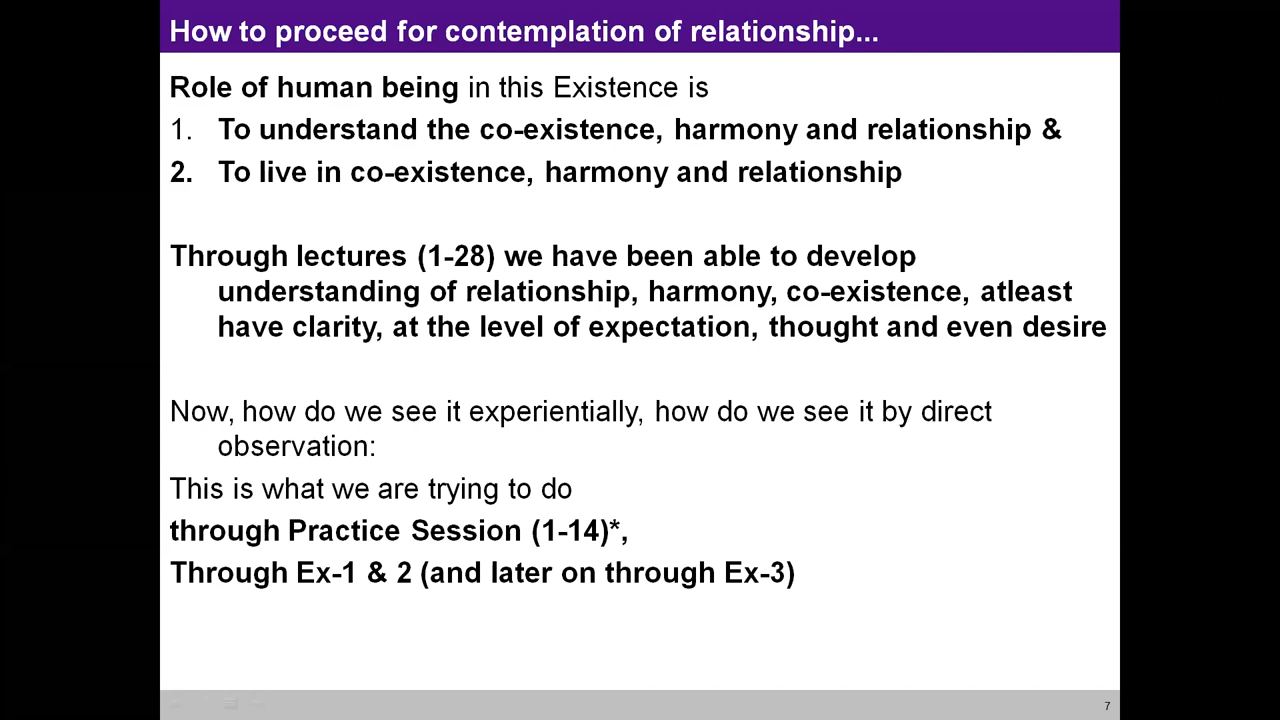 How to proceed for contemplation of relationship...
Role of human being in this Existence is
1. To understand the co-existence, harmony and relationship &
2. To live in co-existence, harmony and relationship
Through lectures (1-28) we have been able to develop
understanding of relationship, harmony, co-existence, atleast
have clarity, at the level of expectation, thought and even desire
Now, how do we see it experientially, how do we see it by direct
observation:
This is what we are trying to do
through Practice Session (1-14)*,
Through Ex-1 & 2 (and later on through Ex-3)
7